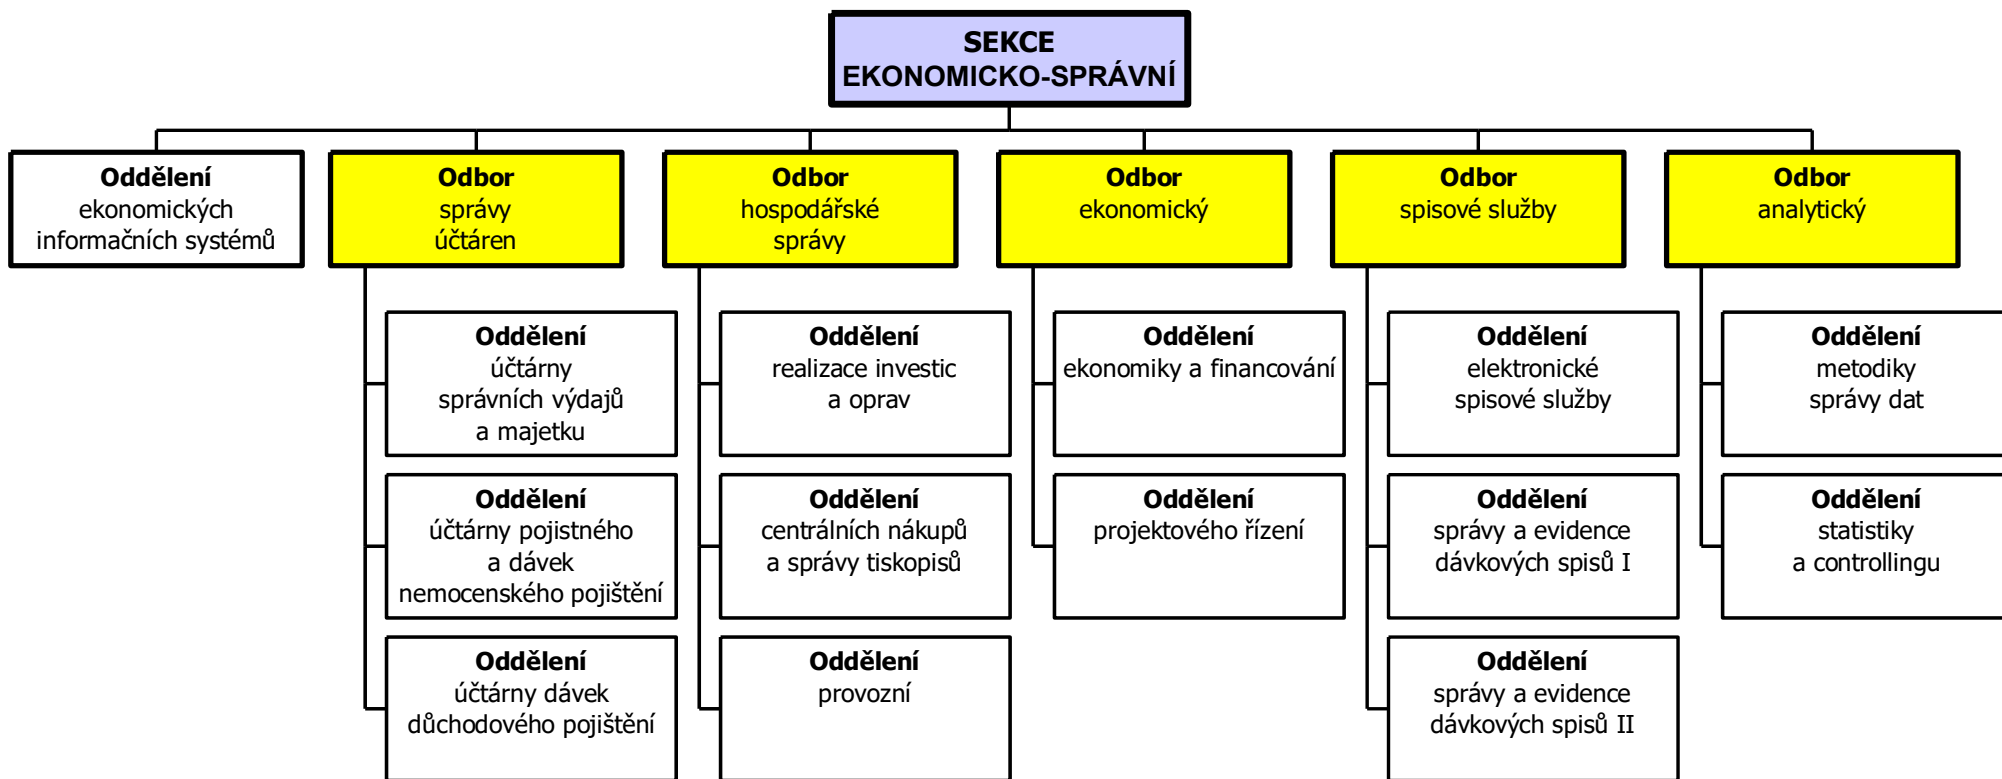 SEKCE
EKONOMICKO-SPRÁVNÍ
Oddělení
ekonomických
informačních systémů
Odbor
správy
účtáren
Odbor
hospodářské
správy
Odbor
ekonomický
Odbor
spisové služby
Odbor
analytický
Oddělení
účtárny
správních výdajů
a majetku
Oddělení
realizace investic
a oprav
Oddělení
ekonomiky a financování
Oddělení
elektronické
spisové služby
Oddělení
metodiky
správy dat
Oddělení
účtárny pojistného
a dávek
nemocenského pojištění
Oddělení
centrálních nákupů
a správy tiskopisů
Oddělení
projektového řízení
Oddělení
správy a evidence
dávkových spisů I
Oddělení
statistiky
a controllingu
Oddělení
účtárny dávek
důchodového pojištění
Oddělení
provozní
Oddělení
správy a evidence
dávkových spisů II